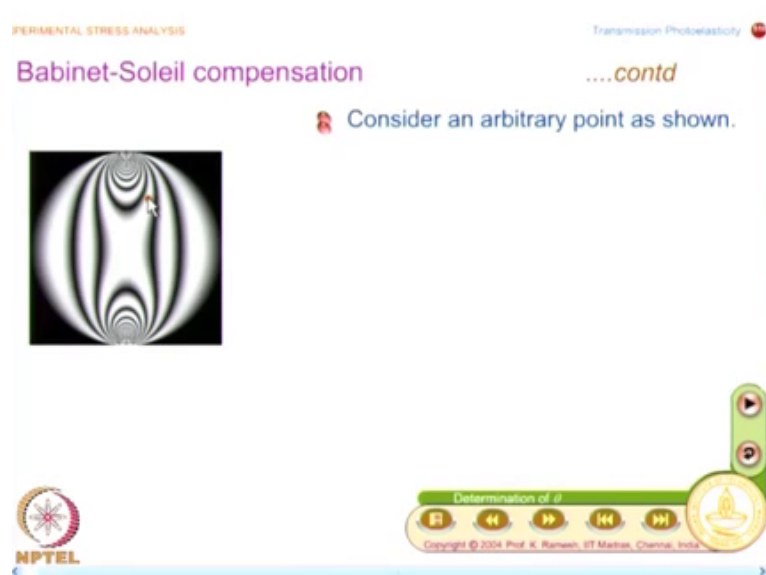 PERIMENTAL STRESS ANALYSIS
Transmission Photoelasticity
Babinet-Soleil compensation
....contd
Consider an arbitrary point as shown.
Determination of θ
Copyright © 2004 Prof. K. Ramesh, IIT Madras, Chennai, India
NPTEL